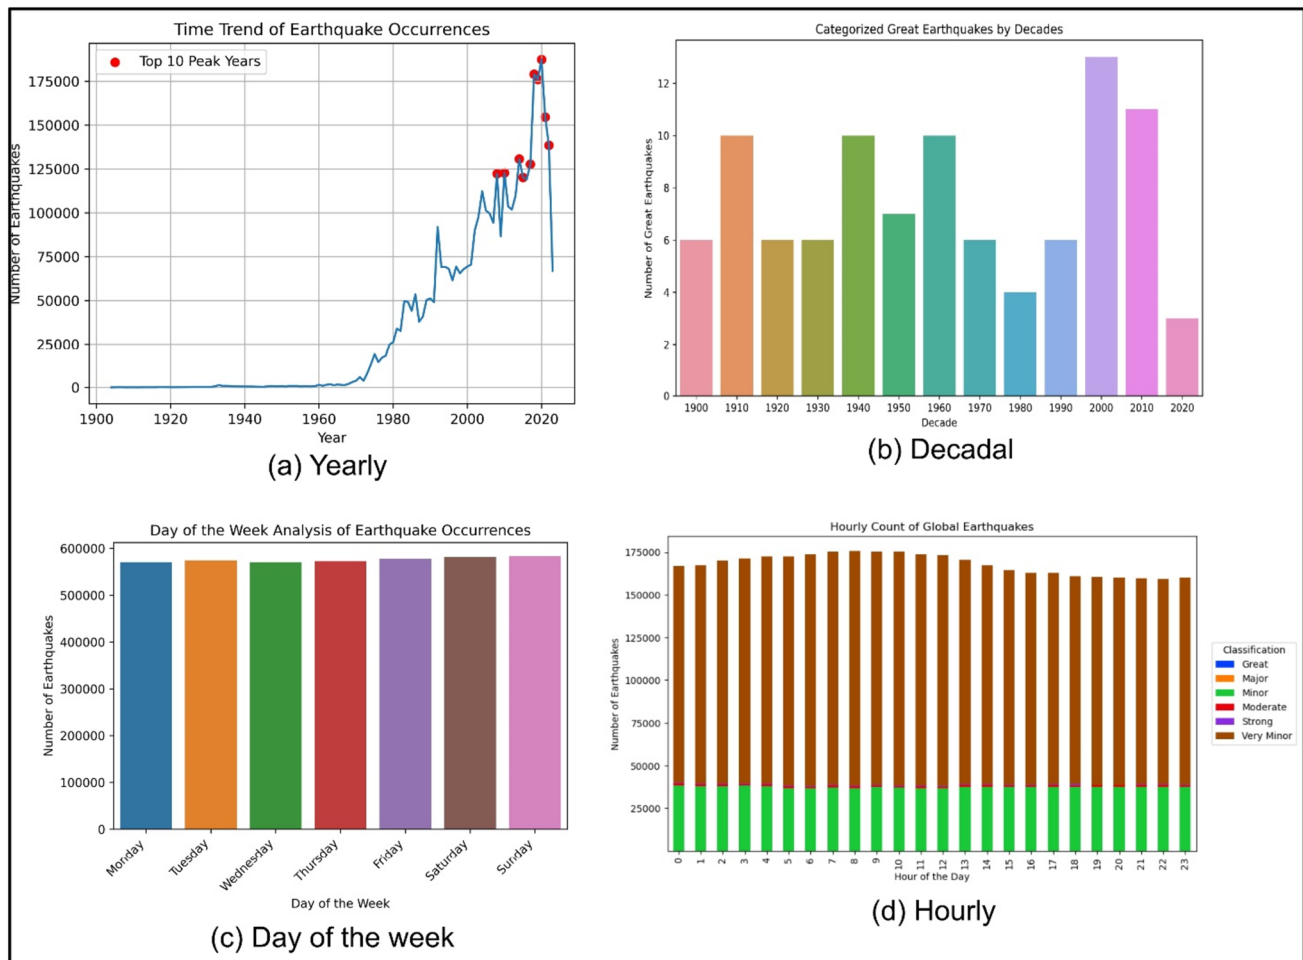 Time Trend of Earthquake Occurrences
Top 10 Peak Years
Number of Earthquakes
175000
150000
125000
100000
75000
50000
25000
0
1900 1920 1940 1960 1980 2000 2020
Year
(a) Yearly
Categorized Great Earthquakes by Decades
Number of Great Earthquakes
12
10
8
6
4
2
0
1900 1910 1920 1930 1940 1950 1960 1970 1980 1990 2000 2010 2020
Decade
(b) Decadal
Day of the Week Analysis of Earthquake Occurrences
Number of Earthquakes
600000
500000
400000
300000
200000
100000
0
Monday Tuesday Wednesday Thursday Friday Saturday Sunday
Day of the Week
(c) Day of the week
Hourly Count of Global Earthquakes
Number of Earthquakes
175000
150000
125000
100000
75000
50000
25000
0 1 2 3 4 5 6 7 8 9 10 11 12 13 14 15 16 17 18 19 20 21 22 23
Hour of the Day
Classification
Great
Major
Minor
Moderate
Strong
Very Minor
(d) Hourly